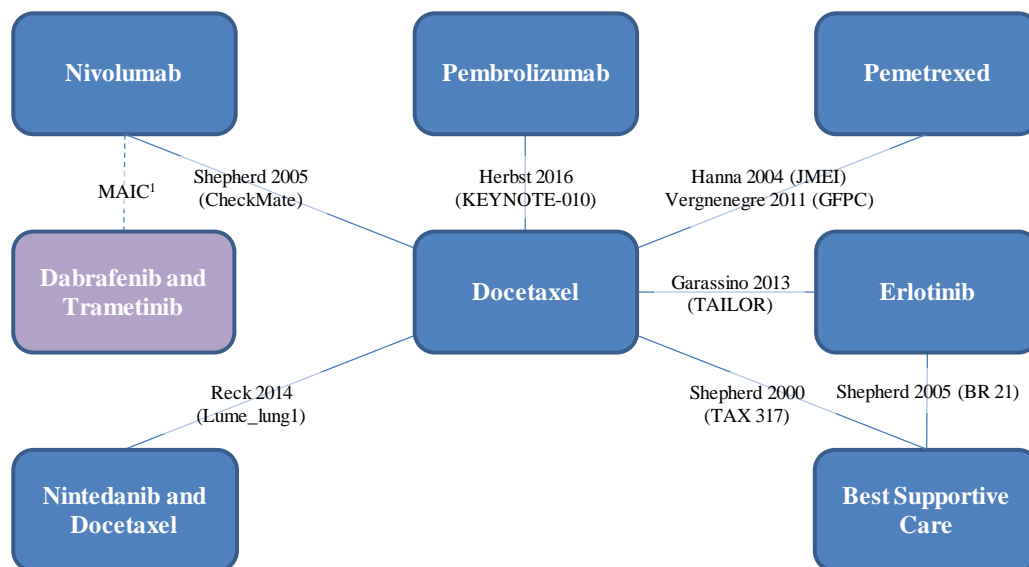 Nivolumab
Pembrolizumab
Pemetrexed
MAIC¹
Shepherd 2005
(CheckMate)
Herbst 2016
(KEYNOTE-010)
Hanna 2004 (JMEI)
Vergnenegre 2011 (GFPC)
Dabrafenib and
Trametinib
Docetaxel
Garassino 2013
(TAILOR)
Erlotinib
Reck 2014
(Lume_lung1)
Shepherd 2000
(TAX 317)
Shepherd 2005 (BR 21)
Nintedanib and
Docetaxel
Best Supportive
Care